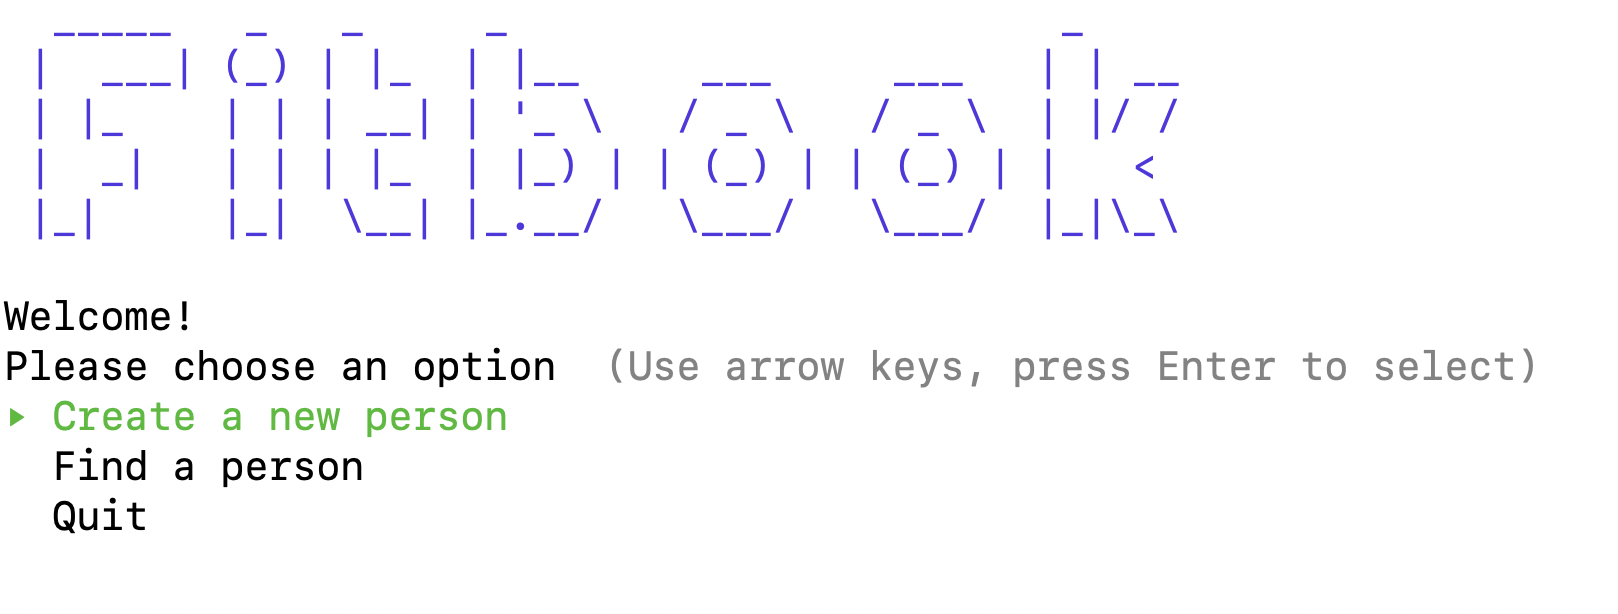 Fitbook
Welcome!
Please choose an option  (Use arrow keys, press Enter to select)
▸ Create a new person
Find a person
Quit